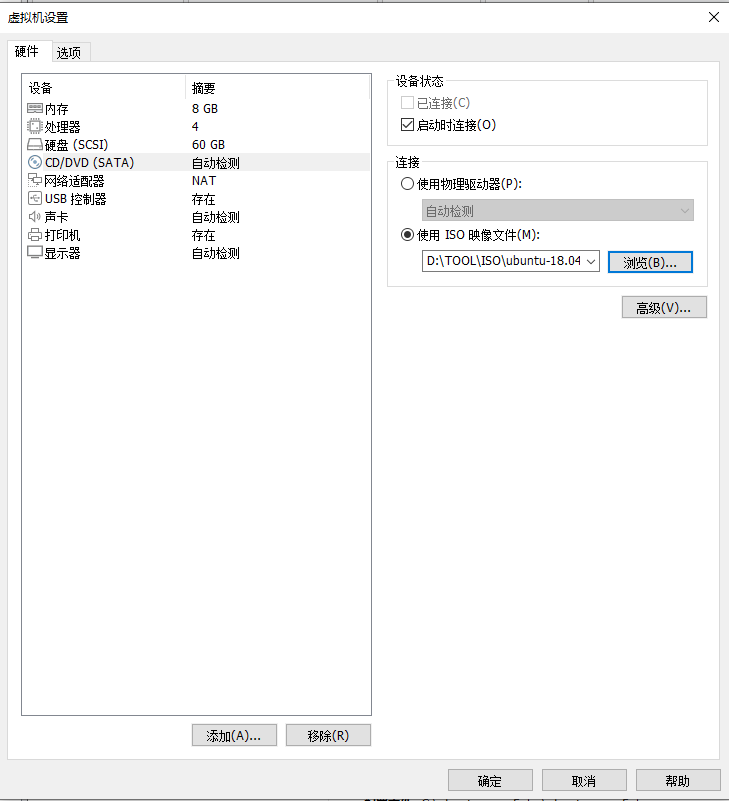 虚拟机设置
硬件 选项
设备 摘要
内存 8 GB
处理器 4
硬盘 (SCSI) 60 GB
CD/DVD (SATA) 自动检测
网络适配器 NAT
USB 控制器 存在
声卡 自动检测
打印机 存在
显示器 自动检测
添加(A)... 移除(R)
设备状态
已连接(C)
启动时连接(O)
连接
使用物理驱动器(P):
自动检测
使用 ISO 映像文件(M):
D:\TOOL\ISO\ubuntu-18.04 浏览(B)...
高级(V)...
确定 取消 帮助